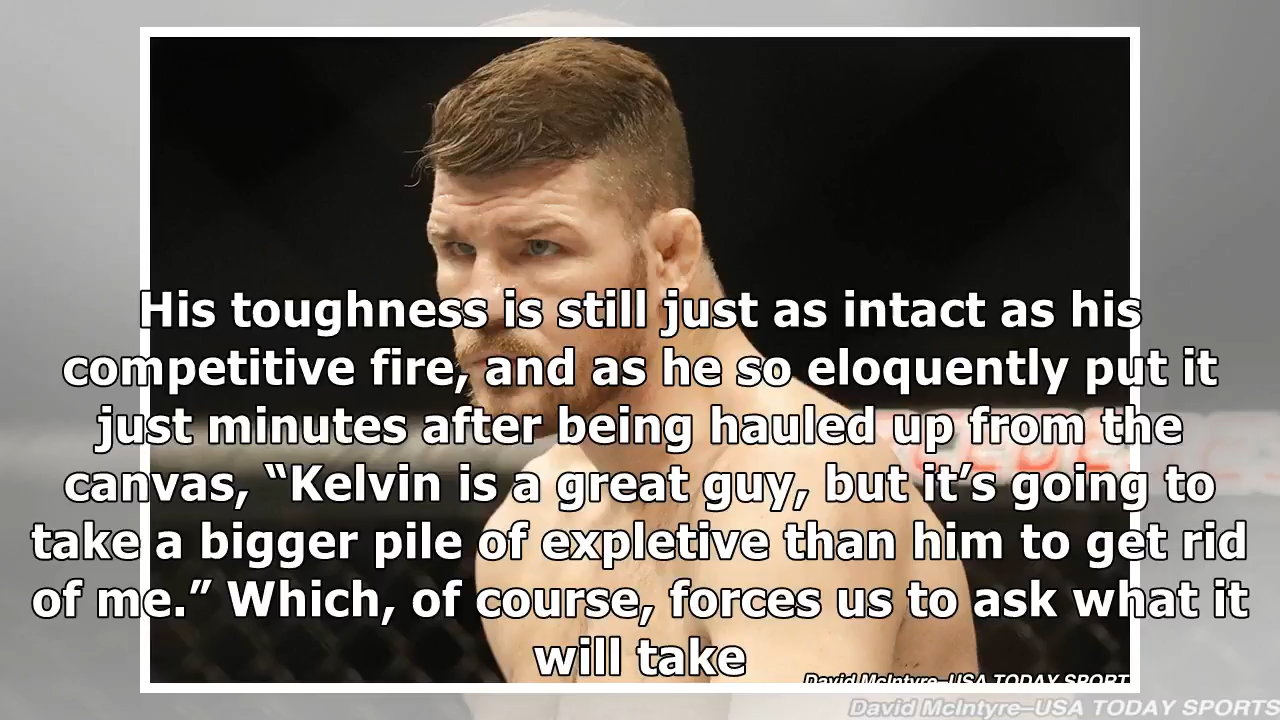 His toughness is still just as intact as his
competitive fire, and as he so eloquently put it
just minutes after being hauled up from the
canvas, “Kelvin is a great guy, but it’s going to
take a bigger pile of expletive than him to get rid
of me.” Which, of course, forces us to ask what it
will take
David McIntyre–USA TODAY SPORT
David McIntyre–USA TODAY SPORTS